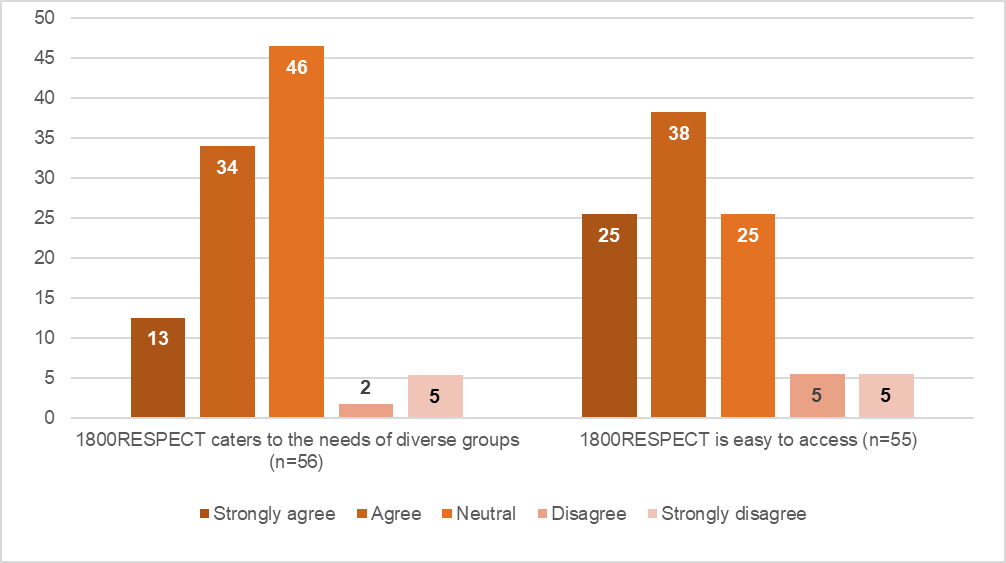 50
45
40
35
30
25
20
15
10
5
0
13
34
46
2
5
25
38
25
5
5
1800RESPECT caters to the needs of diverse groups
(n=56)
1800RESPECT is easy to access (n=55)
Strongly agree
Agree
Neutral
Disagree
Strongly disagree